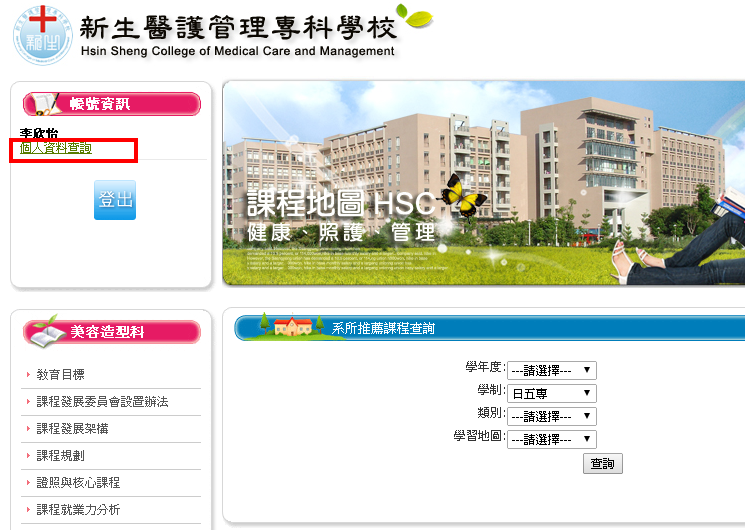 新生醫護管理專科學校
Hsin Sheng College of Medical Care and Management
帳號資訊
李欣怡
個人資料查詢
登出
課程地圖 HSC
健康、照護、管理
美容造型科
教育目標
課程發展委員會設置辦法
課程發展架構
課程規劃
證照與核心課程
課程就業力分析
系所推薦課程查詢
學年度: ---請選擇---
學制: 日五專
類別: ---請選擇---
學習地圖: ---請選擇---
查詢